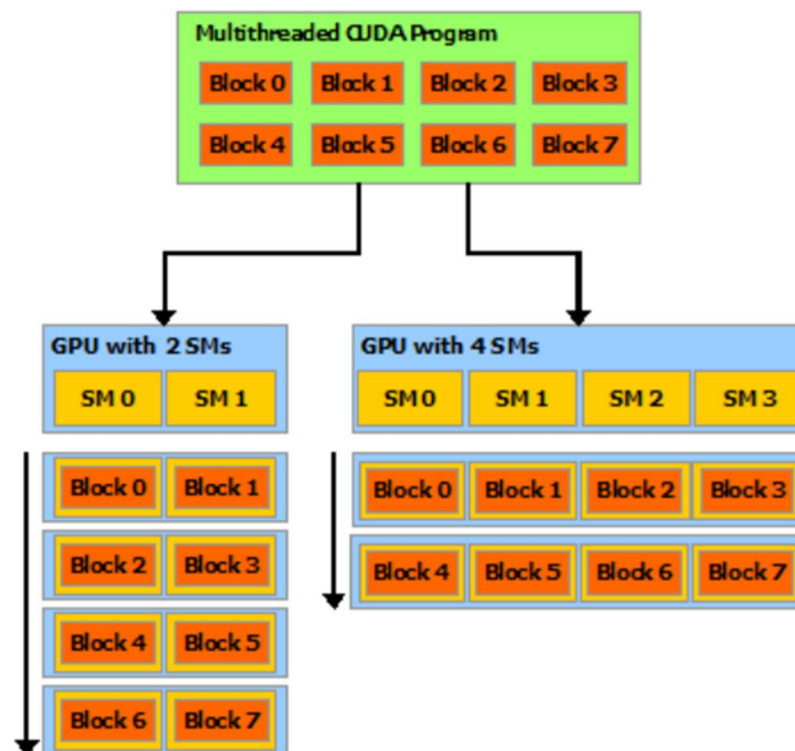 Multithreaded CUDA Program
Block 0 Block 1 Block 2 Block 3
Block 4 Block 5 Block 6 Block 7
GPU with 2 SMs
SM 0 SM 1
Block 0 Block 1
Block 2 Block 3
Block 4 Block 5
Block 6 Block 7
GPU with 4 SMs
SM 0 SM 1 SM 2 SM 3
Block 0 Block 1 Block 2 Block 3
Block 4 Block 5 Block 6 Block 7